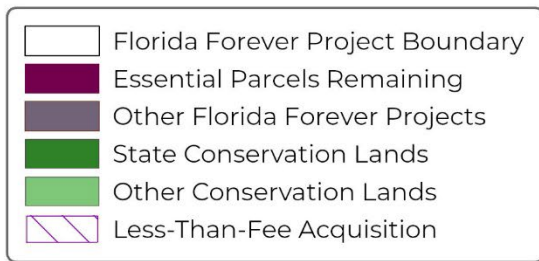 Florida Forever Project Boundary
Essential Parcels Remaining
Other Florida Forever Projects
State Conservation Lands
Other Conservation Lands
Less-Than-Fee Acquisition